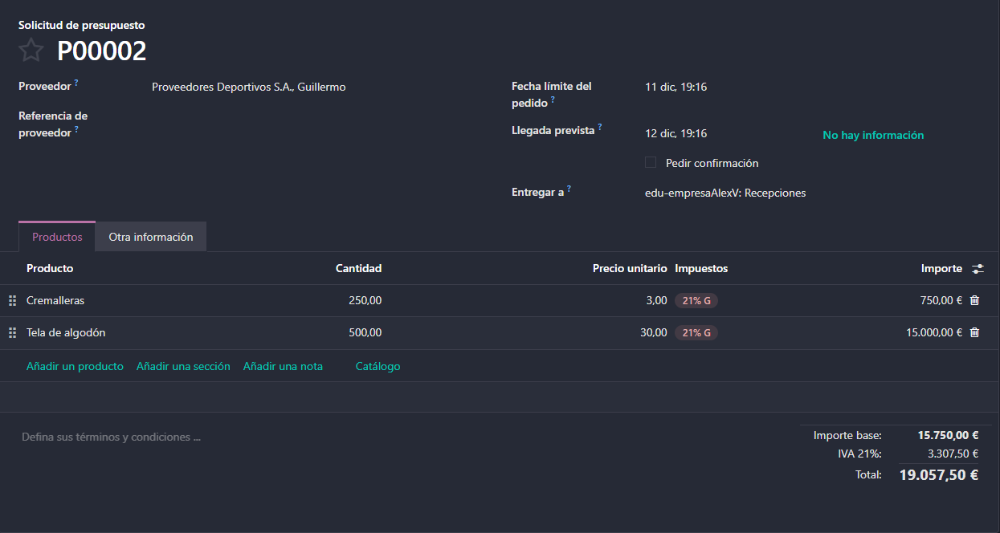 Solicitud de presupuesto
P00002
Proveedor ? Proveedores Deportivos S.A., Guillermo
Referencia de
proveedor ?
Fecha límite del
pedido ? 11 dic, 19:16
Llegada prevista ? 12 dic, 19:16 No hay información
Pedir confirmación
Entregar a ? edu-empresaAlexV: Recepciones
Productos Otra información
Producto Cantidad Precio unitario Impuestos Importe
Cremalleras 250,00 3,00 21% G 750,00 €
Tela de algodón 500,00 30,00 21% G 15.000,00 €
Añadir un producto Añadir una sección Añadir una nota Catálogo
Defina sus términos y condiciones ...
Importe base: 15.750,00 €
IVA 21%: 3.307,50 €
Total: 19.057,50 €